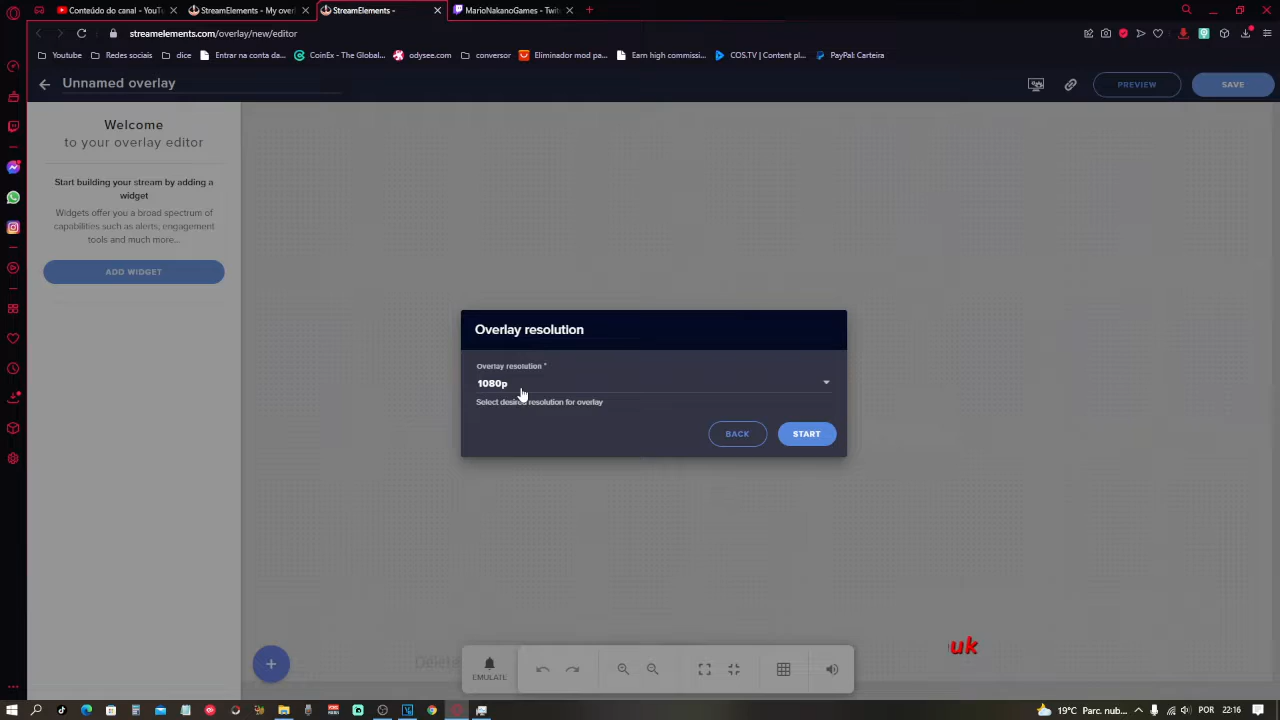 Conteúdo do canal - YouTu
StreamElements - My over
StreamElements -
MarioNakanoGames - Twitc
streamelements.com/overlay/new/editor
Youtube
Redes sociais
dice
Entrar na conta da...
CoinEx - The Global...
odysee.com
conversor
Eliminador mod pa...
Earn high commissi...
COS.TV | Content pl...
PayPal: Carteira
Unnamed overlay
PREVIEW
SAVE
Welcome
to your overlay editor
Start building your stream by adding a
widget
Widgets offer you a broad spectrum of
capabilities such as alerts, engagement
tools and much more...
ADD WIDGET
Overlay resolution
Overlay resolution *
1080p
Select desired resolution for overlay
BACK
START
EMULATE
uk
19°C Parc. nub...
POR
22:16